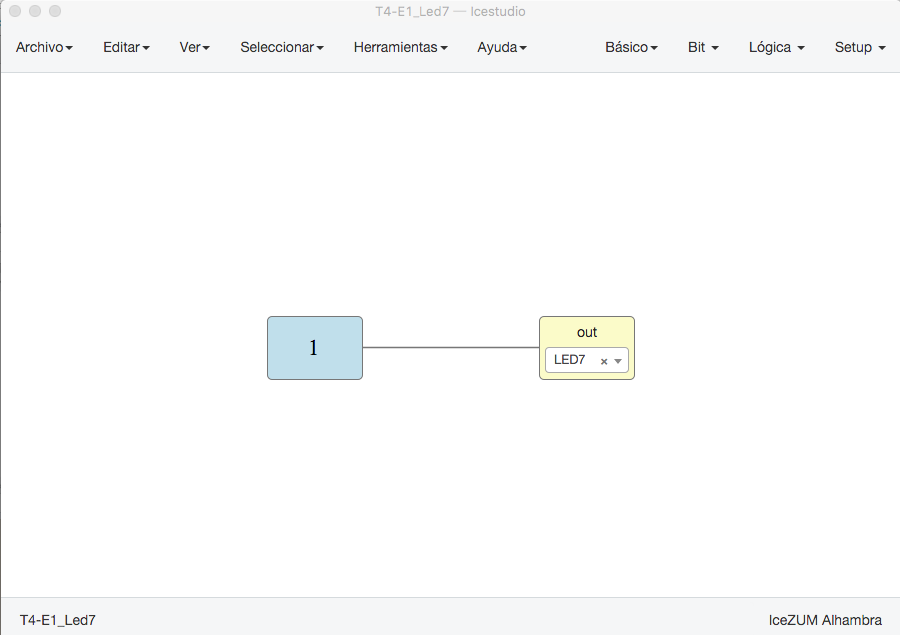 T4-E1_Led7 — Icestudio
Archivo Editar Ver Seleccionar Herramientas Ayuda Básico Bit Lógica Setup
1
out
LED7
T4-E1_Led7 IceZUM Alhambra